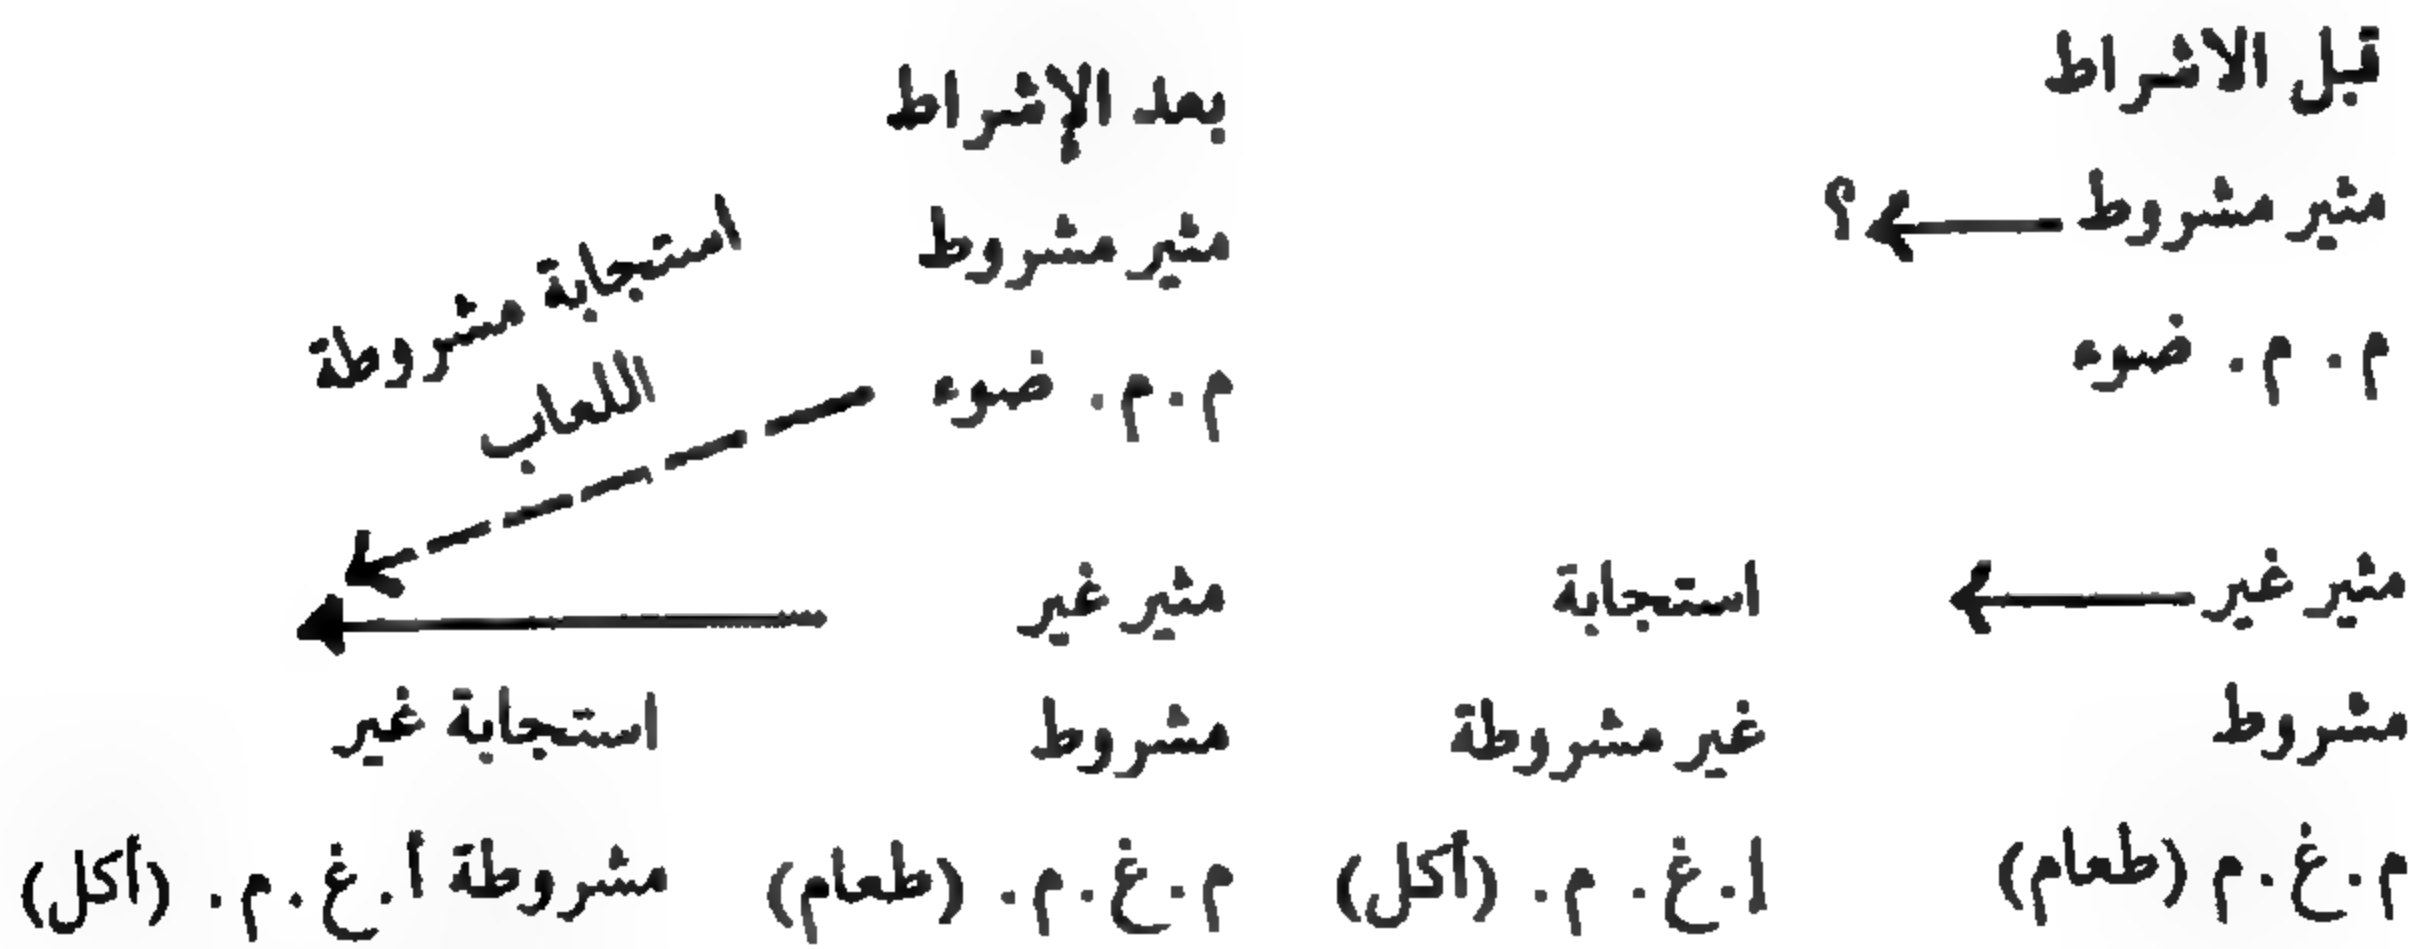 قبل الاشراط
مثير مشروط ؟
م . م . ضوء
مثير غير
مشروط
م . غ . م (طعام)
استجابة
غير مشروطة
ا . غ . م . (أكل)
بعد الإشراط
مثير مشروط
م . م . ضوء
استجابة مشروطة
اللعاب
مثير غير
مشروط
م . غ . م . (طعام)
استجابة غير
مشروطة أ . غ . م . (أكل)